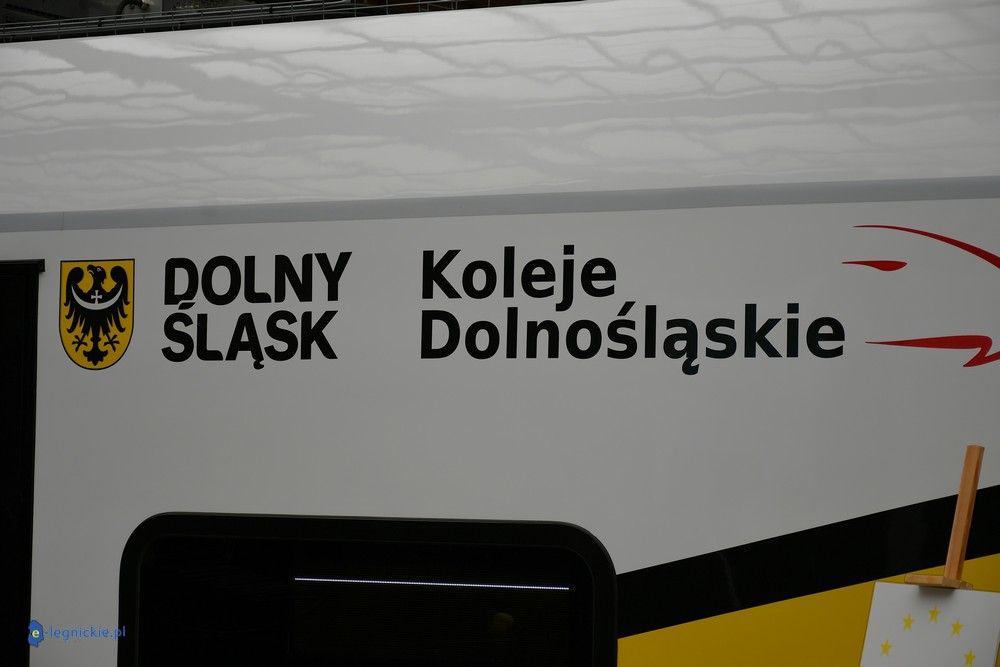 DOLNY
ŚLĄSK
Koleje
Dolnośląskie
e-legnickie.pl